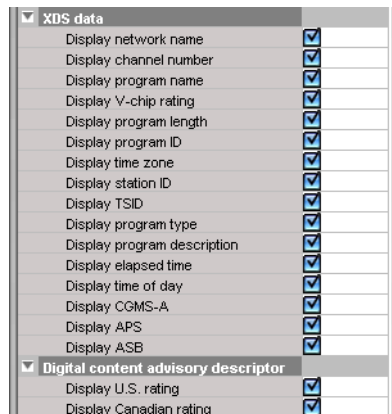 XDS data
Display network name
Display channel number
Display program name
Display V-chip rating
Display program length
Display program ID
Display time zone
Display station ID
Display TSID
Display program type
Display program description
Display elapsed time
Display time of day
Display CGMS-A
Display APS
Display ASB
Digital content advisory descriptor
Display U.S. rating
Display Canadian rating